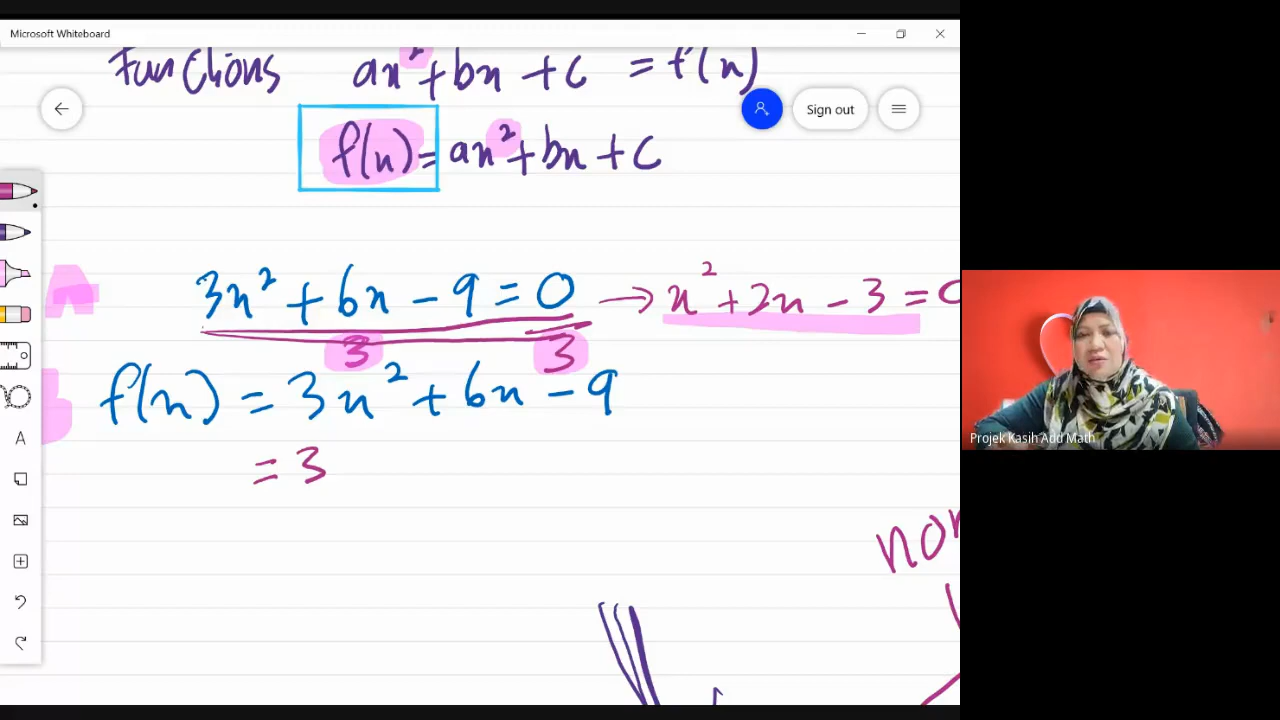 Microsoft Whiteboard
Functions ax²+bx+c = f(x)
Sign out
f(x)= ax²+bx+c
A 3x²+6x-9=0 → x²+2x-3=0
3 3
B f(x) = 3x²+6x-9
= 3
A
Projek Kasih Add Math